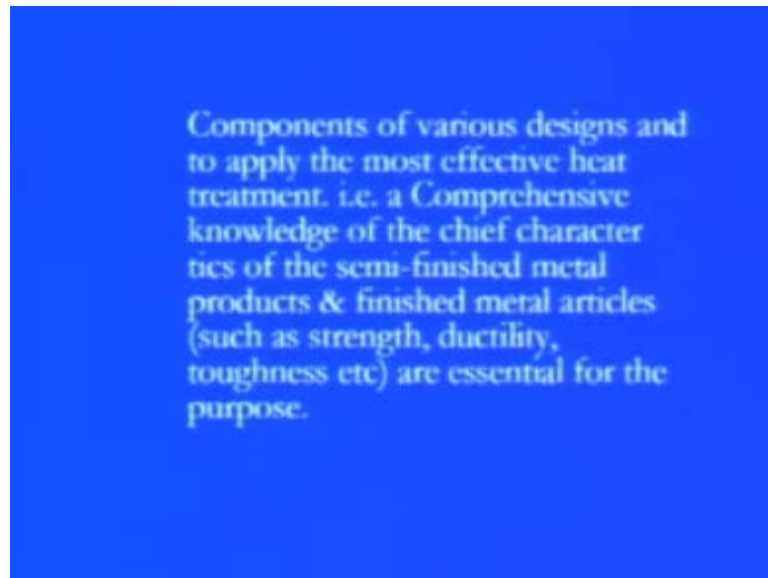 Components of various designs and
to apply the most effective heat
treatment. i.e. a Comprehensive
knowledge of the chief character
tics of the semi-finished metal
products & finished metal articles
(such as strength, ductility,
toughness etc) are essential for the
purpose.